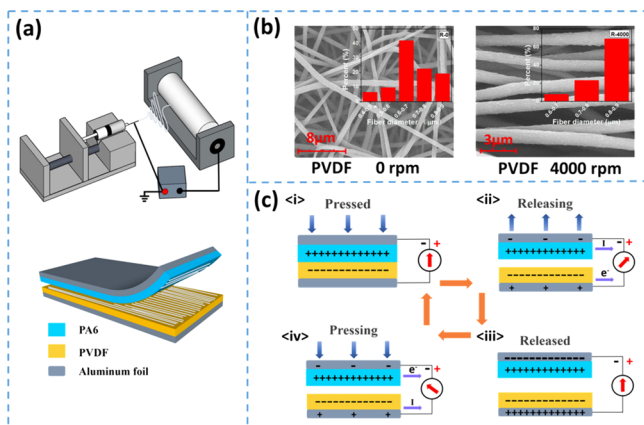 (a)
PA6
PVDF
Aluminum foil
(b)
R-0
Percent (%)
Fiber diameter (μm)
8μm
PVDF 0 rpm
R-4000
Percent (%)
Fiber diameter (μm)
3μm
PVDF 4000 rpm
(c)
<i>
Pressed
- +
+++++++++++++
-------------
<ii>
Releasing
- - -
- +
I
+++++++++++++
-------------
e-
+ + +
<iv>
Pressing
- - -
e-
- +
+++++++++++++
-------------
I
+ + +
<iii>
Released
-------------
- +
+++++++++++++
-------------
+++++++++++++